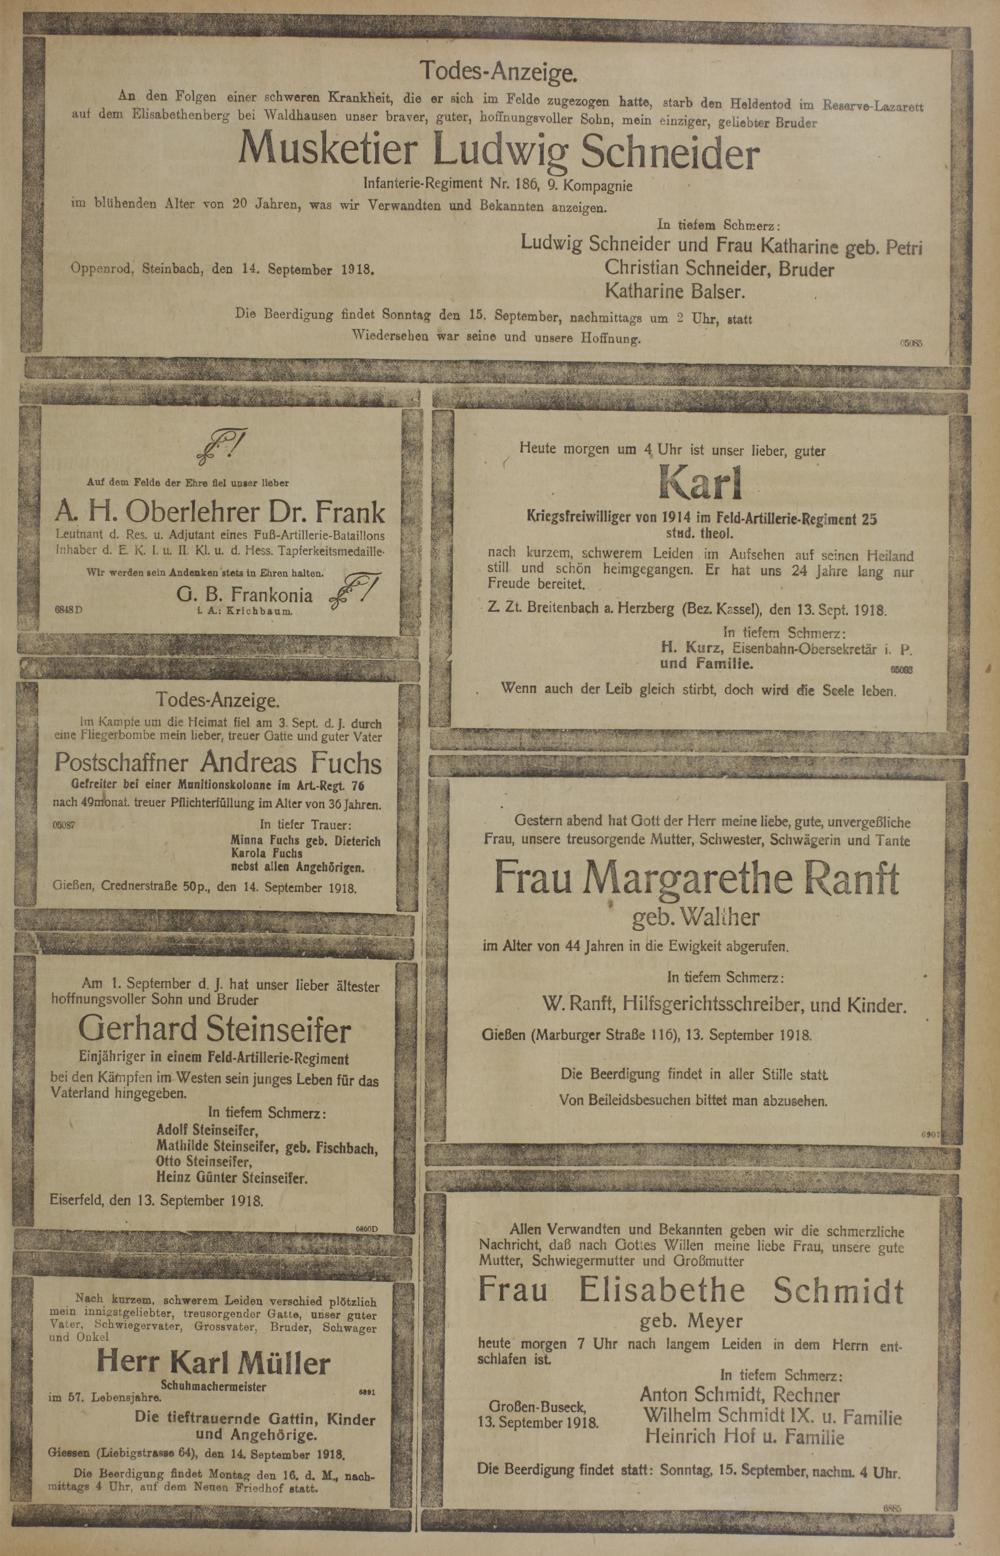 Todes-Anzeige.
An den Folgen einer schweren Krankheit, die er sich im Felde zugezogen hatte, starb den Heldentod im Reserve-Lazarett
auf dem Elisabethenberg bei Waldhausen unser braver, guter, hoffnungsvoller Sohn, mein einziger, geliebter Bruder
Musketier Ludwig Schneider
Infanterie-Regiment Nr. 186, 9. Kompagnie
im blühenden Alter von 20 Jahren, was wir Verwandten und Bekannten anzeigen.
In tiefem Schmerz:
Ludwig Schneider und Frau Katharine geb. Petri
Oppenrod, Steinbach, den 14. September 1918.
Christian Schneider, Bruder
Katharine Balser.
Die Beerdigung findet Sonntag den 15. September, nachmittags um 2 Uhr, statt
Wiedersehen war seine und unsere Hoffnung.
05085
F!
Auf dem Felde der Ehre fiel unser lieber
A. H. Oberlehrer Dr. Frank
Leutnant d. Res. u. Adjutant eines Fuß-Artillerie-Bataillons
Inhaber d. E. K. I. u. II. Kl. u. d. Hess. Tapferkeitsmedaille.
Wir werden sein Andenken stets in Ehren halten.
G. B. Frankonia F!
i. A.: Krichbaum.
6848 D
Todes-Anzeige.
Im Kampfe um die Heimat fiel am 3. Sept. d. J. durch
eine Fliegerbombe mein lieber, treuer Gatte und guter Vater
Postschaffner Andreas Fuchs
Gefreiter bei einer Munitionskolonne im Art.-Regt. 76
nach 49monat. treuer Pflichterfüllung im Alter von 36 Jahren.
05087
In tiefer Trauer:
Minna Fuchs geb. Dieterich
Karola Fuchs
nebst allen Angehörigen.
Gießen, Crednerstraße 50p., den 14. September 1918.
Am 1. September d. J. hat unser lieber ältester
hoffnungsvoller Sohn und Bruder
Gerhard Steinseifer
Einjähriger in einem Feld-Artillerie-Regiment
bei den Kämpfen im Westen sein junges Leben für das
Vaterland hingegeben.
In tiefem Schmerz:
Adolf Steinseifer,
Mathilde Steinseifer, geb. Fischbach,
Otto Steinseifer,
Heinz Günter Steinseifer.
Eiserfeld, den 13. September 1918.
Nach kurzem, schwerem Leiden verschied plötzlich
mein innigstgeliebter, treusorgender Gatte, unser guter
Vater, Schwiegervater, Grossvater, Bruder, Schwager
und Onkel
Herr Karl Müller
Schuhmachermeister
6891
im 57. Lebensjahre.
Die tieftrauernde Gattin, Kinder
und Angehörige.
Giessen (Liebigstrasse 64), den 14. September 1918.
Die Beerdigung findet Montag den 16. d. M., nach-
mittags 4 Uhr, auf dem Neuen Friedhof statt.
Heute morgen um 4 Uhr ist unser lieber, guter
Karl
Kriegsfreiwilliger von 1914 im Feld-Artillerie-Regiment 25
stud. theol.
nach kurzem, schwerem Leiden im Aufsehen auf seinen Heiland
still und schön heimgegangen. Er hat uns 24 Jahre lang nur
Freude bereitet.
Z. Zt. Breitenbach a. Herzberg (Bez. Kassel), den 13. Sept. 1918.
In tiefem Schmerz:
H. Kurz, Eisenbahn-Obersekretär i. P.
und Familie.
Wenn auch der Leib gleich stirbt, doch wird die Seele leben.
Gestern abend hat Gott der Herr meine liebe, gute, unvergeßliche
Frau, unsere treusorgende Mutter, Schwester, Schwägerin und Tante
Frau Margarethe Ranft
geb. Walther
im Alter von 44 Jahren in die Ewigkeit abgerufen.
In tiefem Schmerz:
W. Ranft, Hilfsgerichtsschreiber, und Kinder.
Gießen (Marburger Straße 116), 13. September 1918.
Die Beerdigung findet in aller Stille statt
Von Beileidsbesuchen bittet man abzusehen.
Allen Verwandten und Bekannten geben wir die schmerzliche
Nachricht, daß nach Gottes Willen meine liebe Frau, unsere gute
Mutter, Schwiegermutter und Großmutter
Frau Elisabethe Schmidt
geb. Meyer
heute morgen 7 Uhr nach langem Leiden in dem Herrn ent-
schlafen ist.
In tiefem Schmerz:
Großen-Buseck,
13. September 1918.
Anton Schmidt, Rechner
Wilhelm Schmidt IX. u. Familie
Heinrich Hof u. Familie
Die Beerdigung findet statt: Sonntag, 15. September, nachm. 4 Uhr.
6885